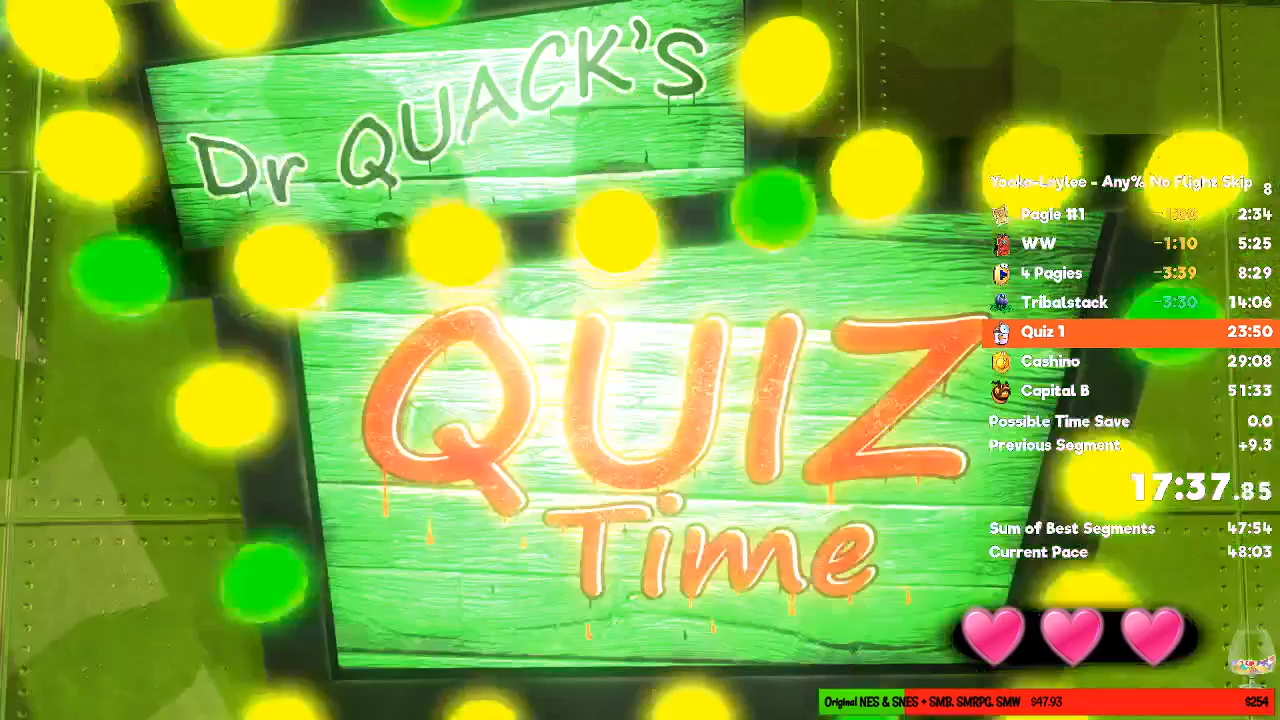 Dr QUACK'S
QUIZ
Time
Yooka-Laylee - Any% No Flight Skip 8
Pagie #1 2:34
WW -1:10 5:25
4 Pagies -3:39 8:29
Tribalstack -3:30 14:06
Quiz 1 23:50
Cashino 29:08
Capital B 51:33
Possible Time Save 0.0
Previous Segment +9.3
17:37.85
Sum of Best Segments 47:54
Current Pace 48:03
Original NES & SNES + SMB, SMRPG, SMW $47.93 $254